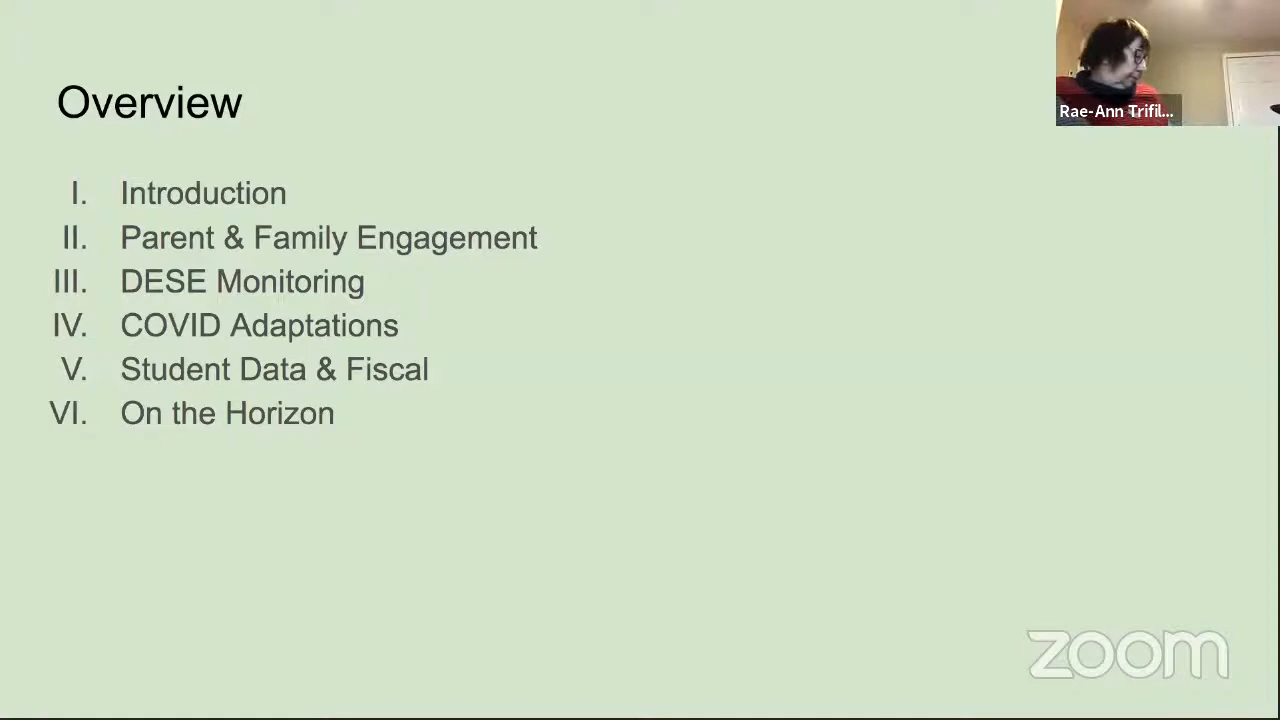 Overview
Rae-Ann Trifil...
I. Introduction
II. Parent & Family Engagement
III. DESE Monitoring
IV. COVID Adaptations
V. Student Data & Fiscal
VI. On the Horizon
zoom